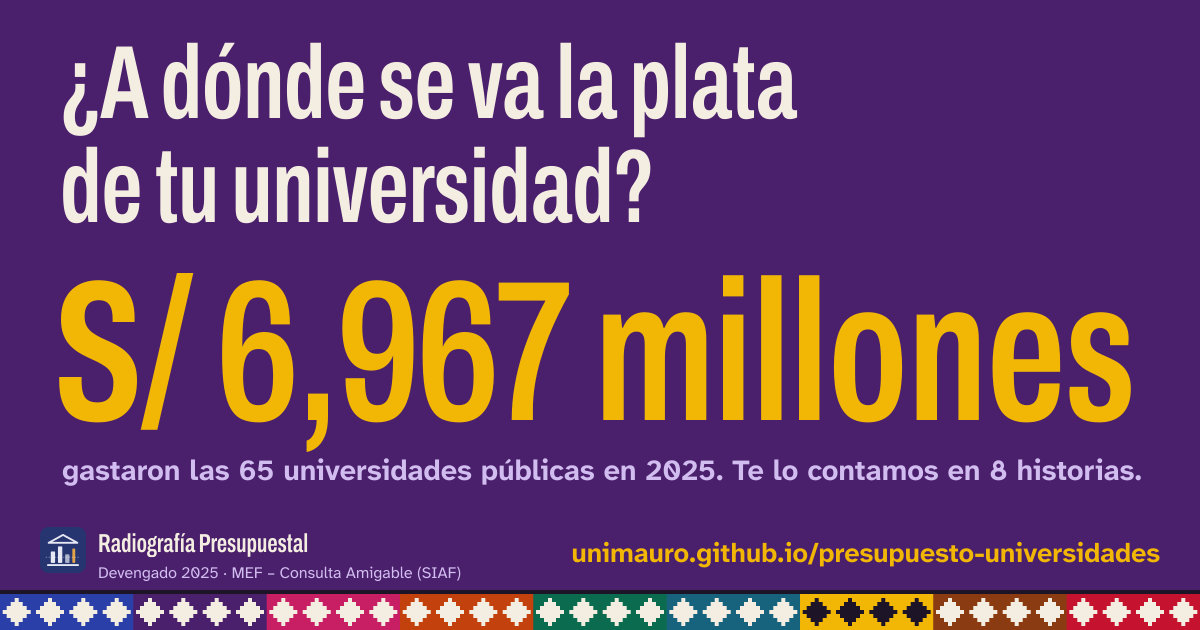 ¿A dónde se va la plata
de tu universidad?
S/ 6,967 millones
gastaron las 65 universidades públicas en 2025. Te lo contamos en 8 historias.
Radiografía Presupuestal
Devengado 2025 · MEF – Consulta Amigable (SIAF)
unimauro.github.io/presupuesto-universidades